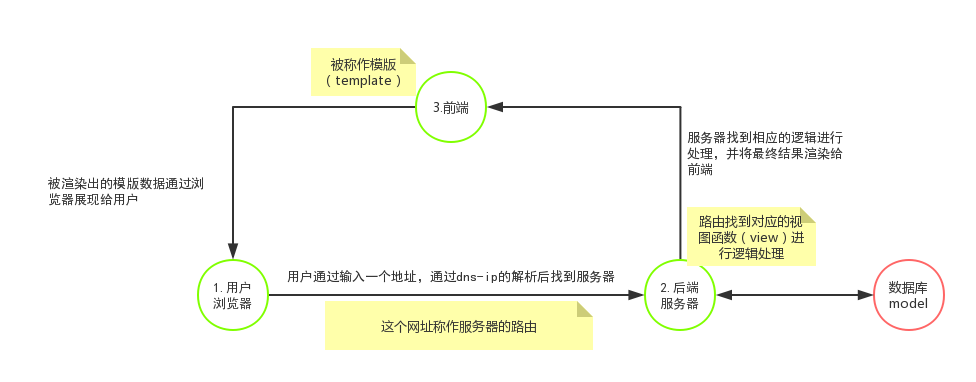 被称作模版
（template）
3.前端
服务器找到相应的逻辑进行
处理，并将最终结果渲染给
前端
被渲染出的模版数据通过浏
览器展现给用户
路由找到对应的视
图函数（view）进
行逻辑处理
用户通过输入一个地址，通过dns-ip的解析后找到服务器
1. 用户
浏览器
2. 后端
服务器
数据库
model
这个网址称作服务器的路由